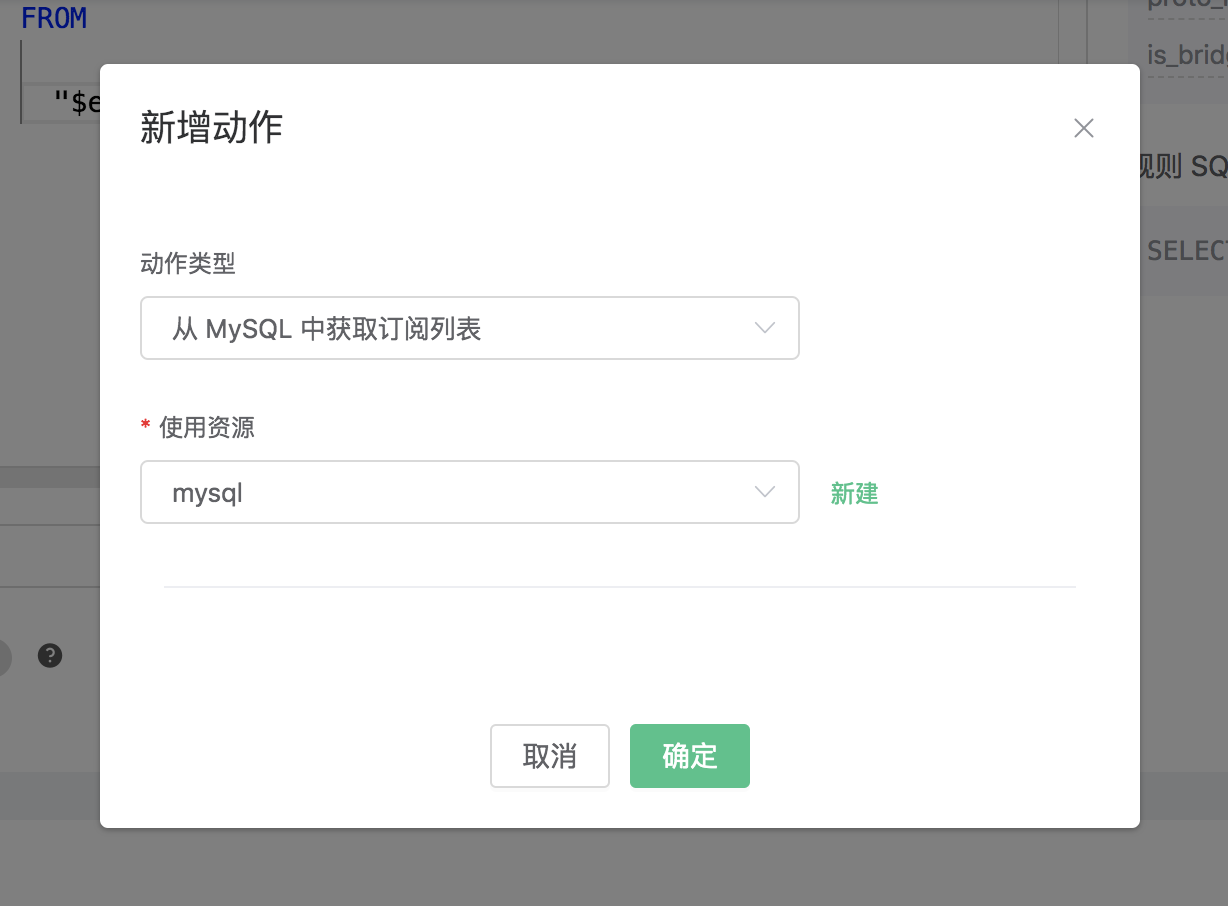 FROM
"$e
is_brid
新增动作
规则 SQ
动作类型
SELEC
从 MySQL 中获取订阅列表
* 使用资源
mysql
新建
?
取消
确定